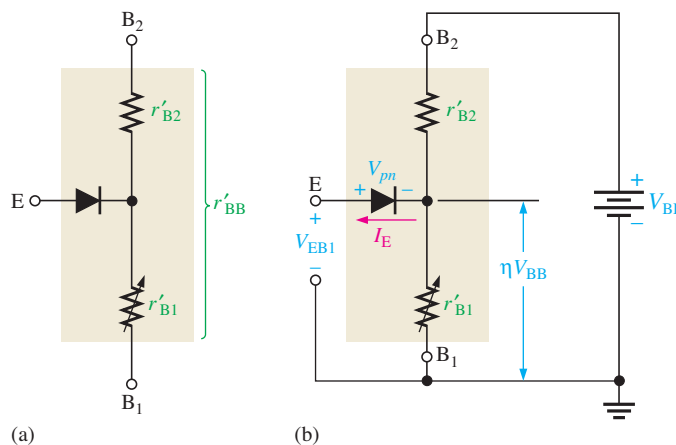 B2
r′B2
E
r′BB
r′B1
B1
(a)
B2
r′B2
Vpn
E
+
−
+
VEB1
−
IE
ηVBB
+
−
r′B1
B1
(b)